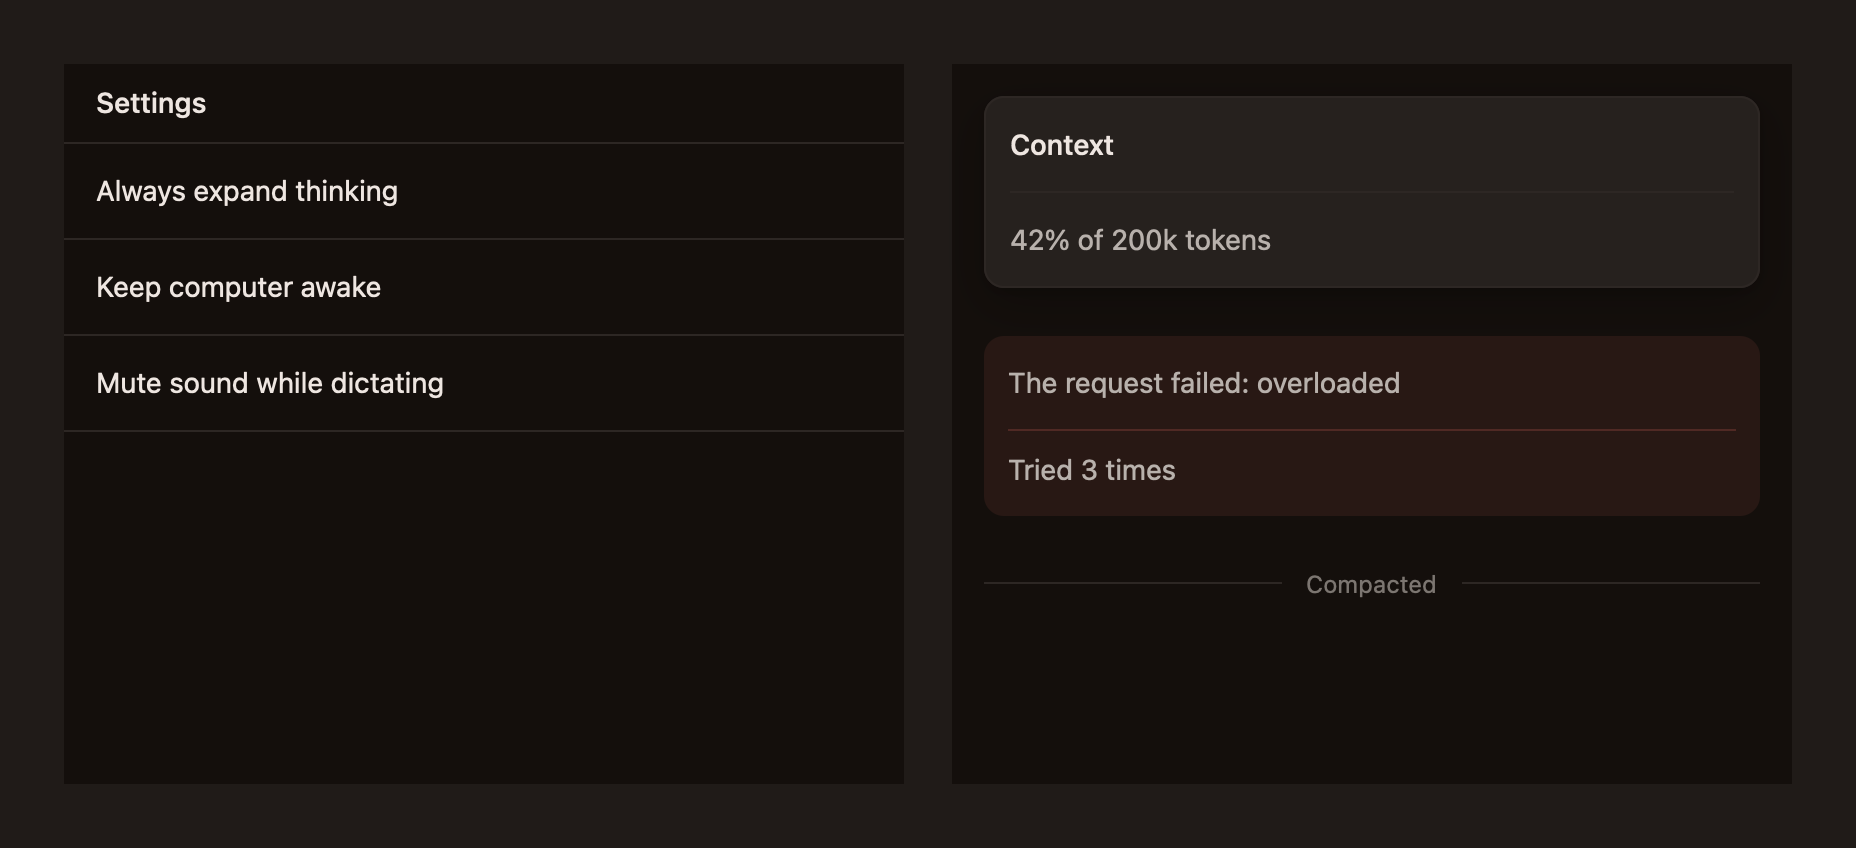 Settings
Always expand thinking
Keep computer awake
Mute sound while dictating
Context
42% of 200k tokens
The request failed: overloaded
Tried 3 times
Compacted